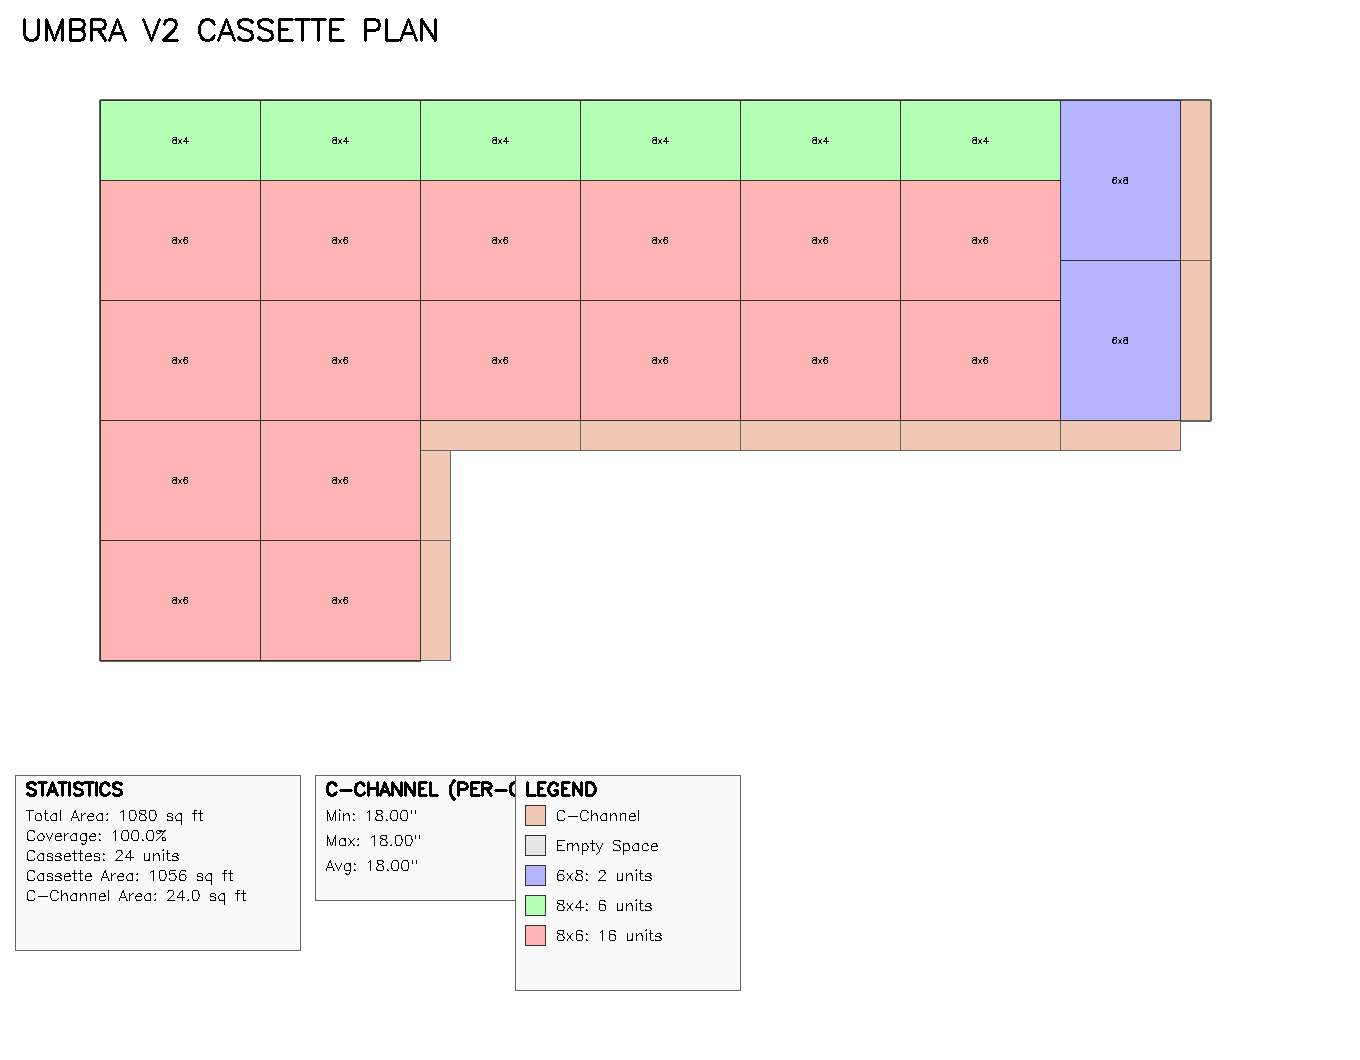 UMBRA V2 CASSETTE PLAN
8x4 8x4 8x4 8x4 8x4 8x4
6x8
8x6 8x6 8x6 8x6 8x6 8x6
6x8
8x6 8x6 8x6 8x6 8x6 8x6
8x6 8x6
8x6 8x6
STATISTICS
Total Area: 1080 sq ft
Coverage: 100.0%
Cassettes: 24 units
Cassette Area: 1056 sq ft
C-Channel Area: 24.0 sq ft
C-CHANNEL (PER-
Min: 18.00"
Max: 18.00"
Avg: 18.00"
LEGEND
C-Channel
Empty Space
6x8: 2 units
8x4: 6 units
8x6: 16 units